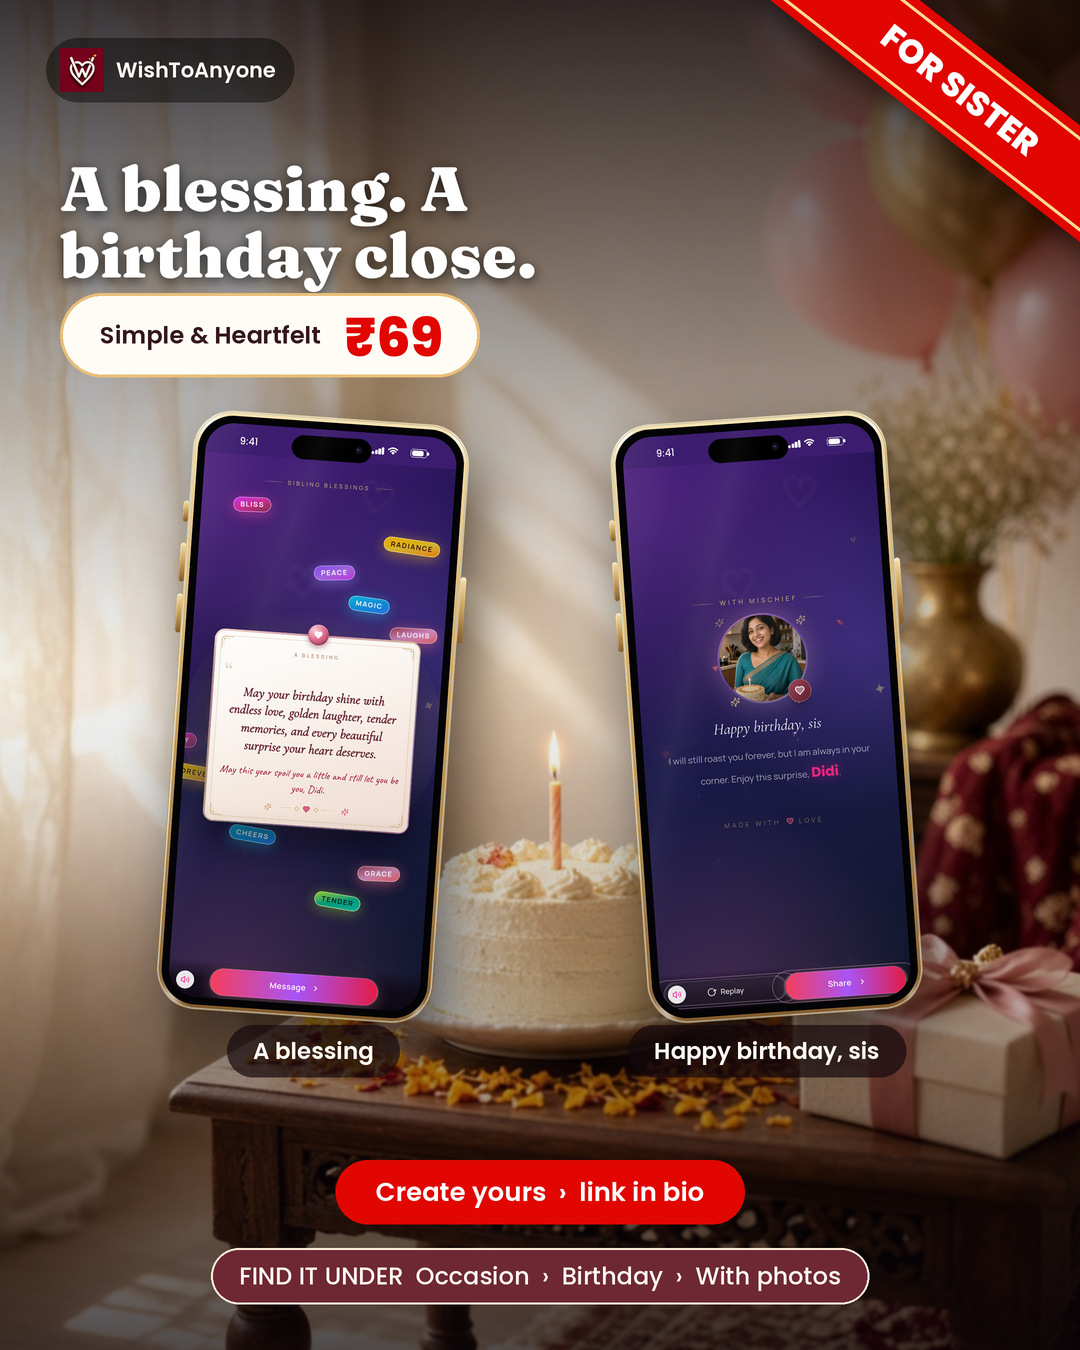 WishToAnyone
FOR SISTER
A blessing. A
birthday close.
Simple & Heartfelt ₹69
9:41
SIBLING BLESSINGS
BLISS
RADIANCE
PEACE
MAGIC
LAUGHS
A BLESSING
May your birthday shine with
endless love, golden laughter, tender
memories, and every beautiful
surprise your heart deserves.
May this year spoil you a little and still let you be
you, Didi.
CHEERS
GRACE
TENDER
Message ›
A blessing
9:41
WITH MISCHIEF
Happy birthday, sis
I will still roast you forever, but I am always in your
corner. Enjoy this surprise, Didi.
MADE WITH LOVE
Replay
Share ›
Happy birthday, sis
Create yours › link in bio
FIND IT UNDER Occasion › Birthday › With photos